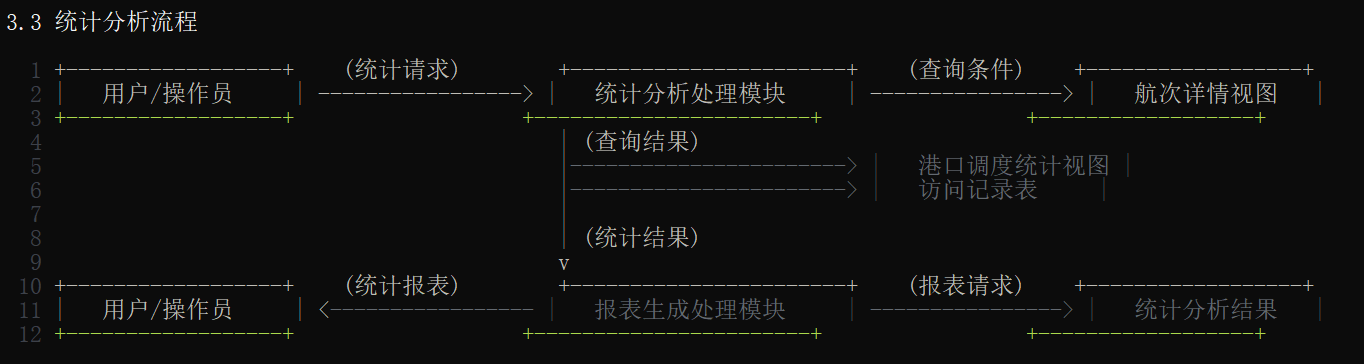 3.3 统计分析流程
1 +------------------+    (统计请求)        +-----------------------+    (查询条件)    +------------------+
2 |   用户/操作员     | -----------------> |   统计分析处理模块     | ----------------> |   航次详情视图   |
3 +------------------+                   +-----------------------+                 +------------------+
4                                          | (查询结果)
5                                          |-----------------------> |   港口调度统计视图 |
6                                          |-----------------------> |   访问记录表     |
7                                          |
8                                          | (统计结果)
9                                          v
10 +------------------+    (统计报表)        +-----------------------+    (报表请求)    +------------------+
11 |   用户/操作员     | <----------------- |   报表生成处理模块     | ----------------> |   统计分析结果   |
12 +------------------+                   +-----------------------+                 +------------------+